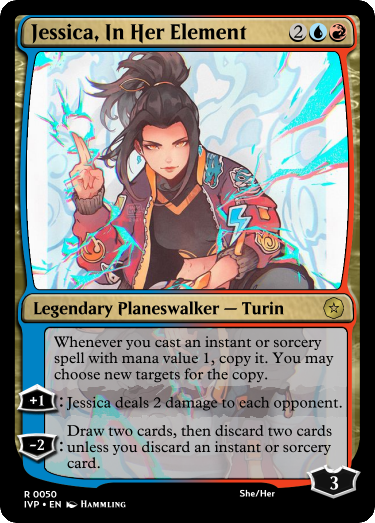 Jessica, In Her Element 2
Legendary Planeswalker — Turin
Whenever you cast an instant or sorcery
spell with mana value 1, copy it. You may
choose new targets for the copy.
+1: Jessica deals 2 damage to each opponent.
Draw two cards, then discard two cards
-2: unless you discard an instant or sorcery
card.
3
R 0050 She/Her
IVP • EN HAMMLING